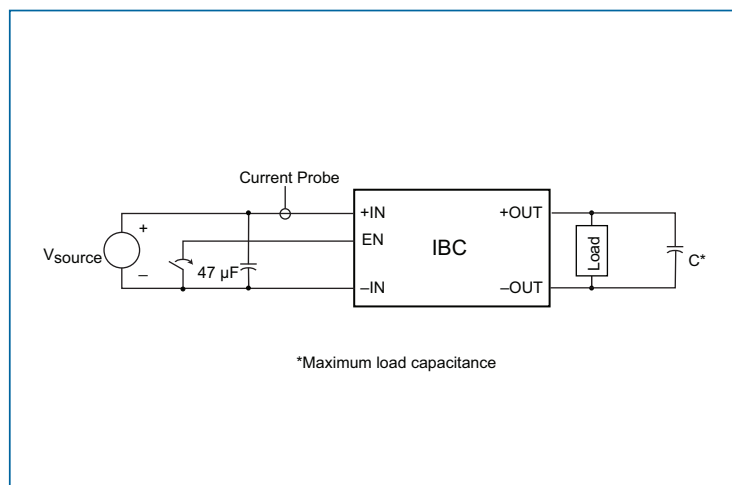 Current Probe
+IN
+OUT
+
EN
IBC
Load
Vsource
C*
47 µF
–
–IN
–OUT
*Maximum load capacitance